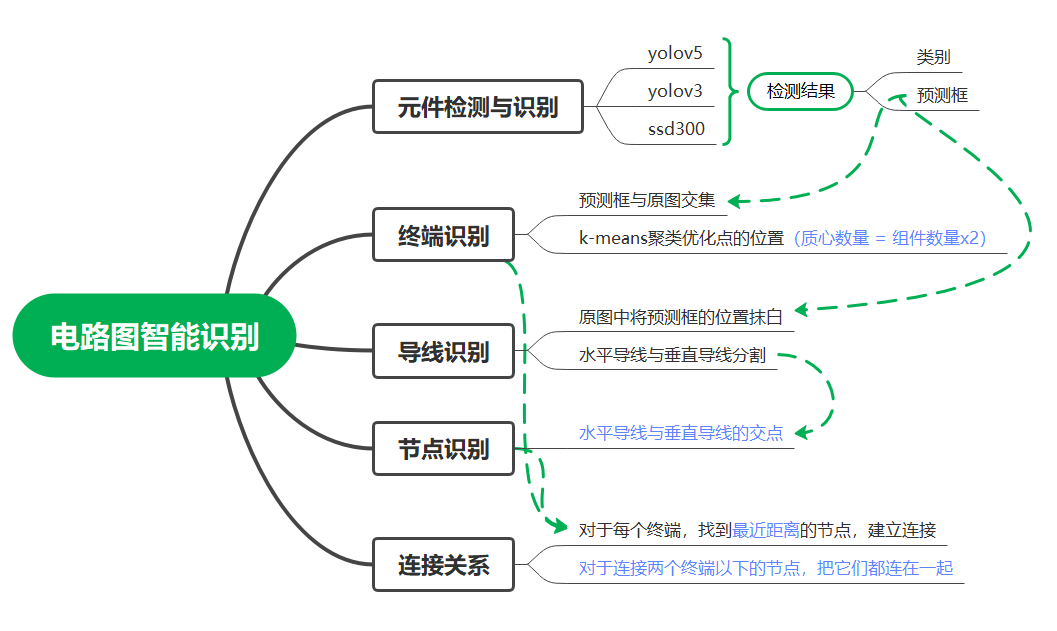 电路图智能识别
元件检测与识别
yolov5
yolov3
ssd300
检测结果
类别
预测框
终端识别
预测框与原图交集
k-means聚类优化点的位置（质心数量 = 组件数量x2）
导线识别
原图中将预测框的位置抹白
水平导线与垂直导线分割
节点识别
水平导线与垂直导线的交点
连接关系
对于每个终端，找到最近距离的节点，建立连接
对于连接两个终端以下的节点，把它们都连在一起